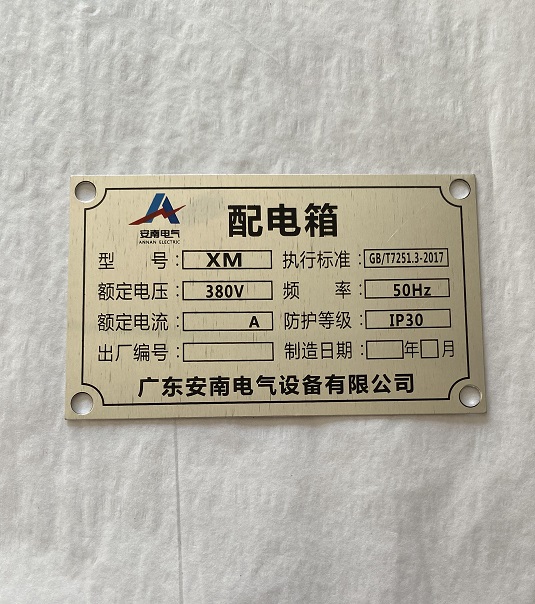 安南电气
ANNAN ELECTRIC
配电箱
型 号: XM 执行标准: GB/T7251.3-2017
额定电压: 380V 频 率: 50Hz
额定电流: A 防护等级: IP30
出厂编号: 制造日期: 年 月
广东安南电气设备有限公司